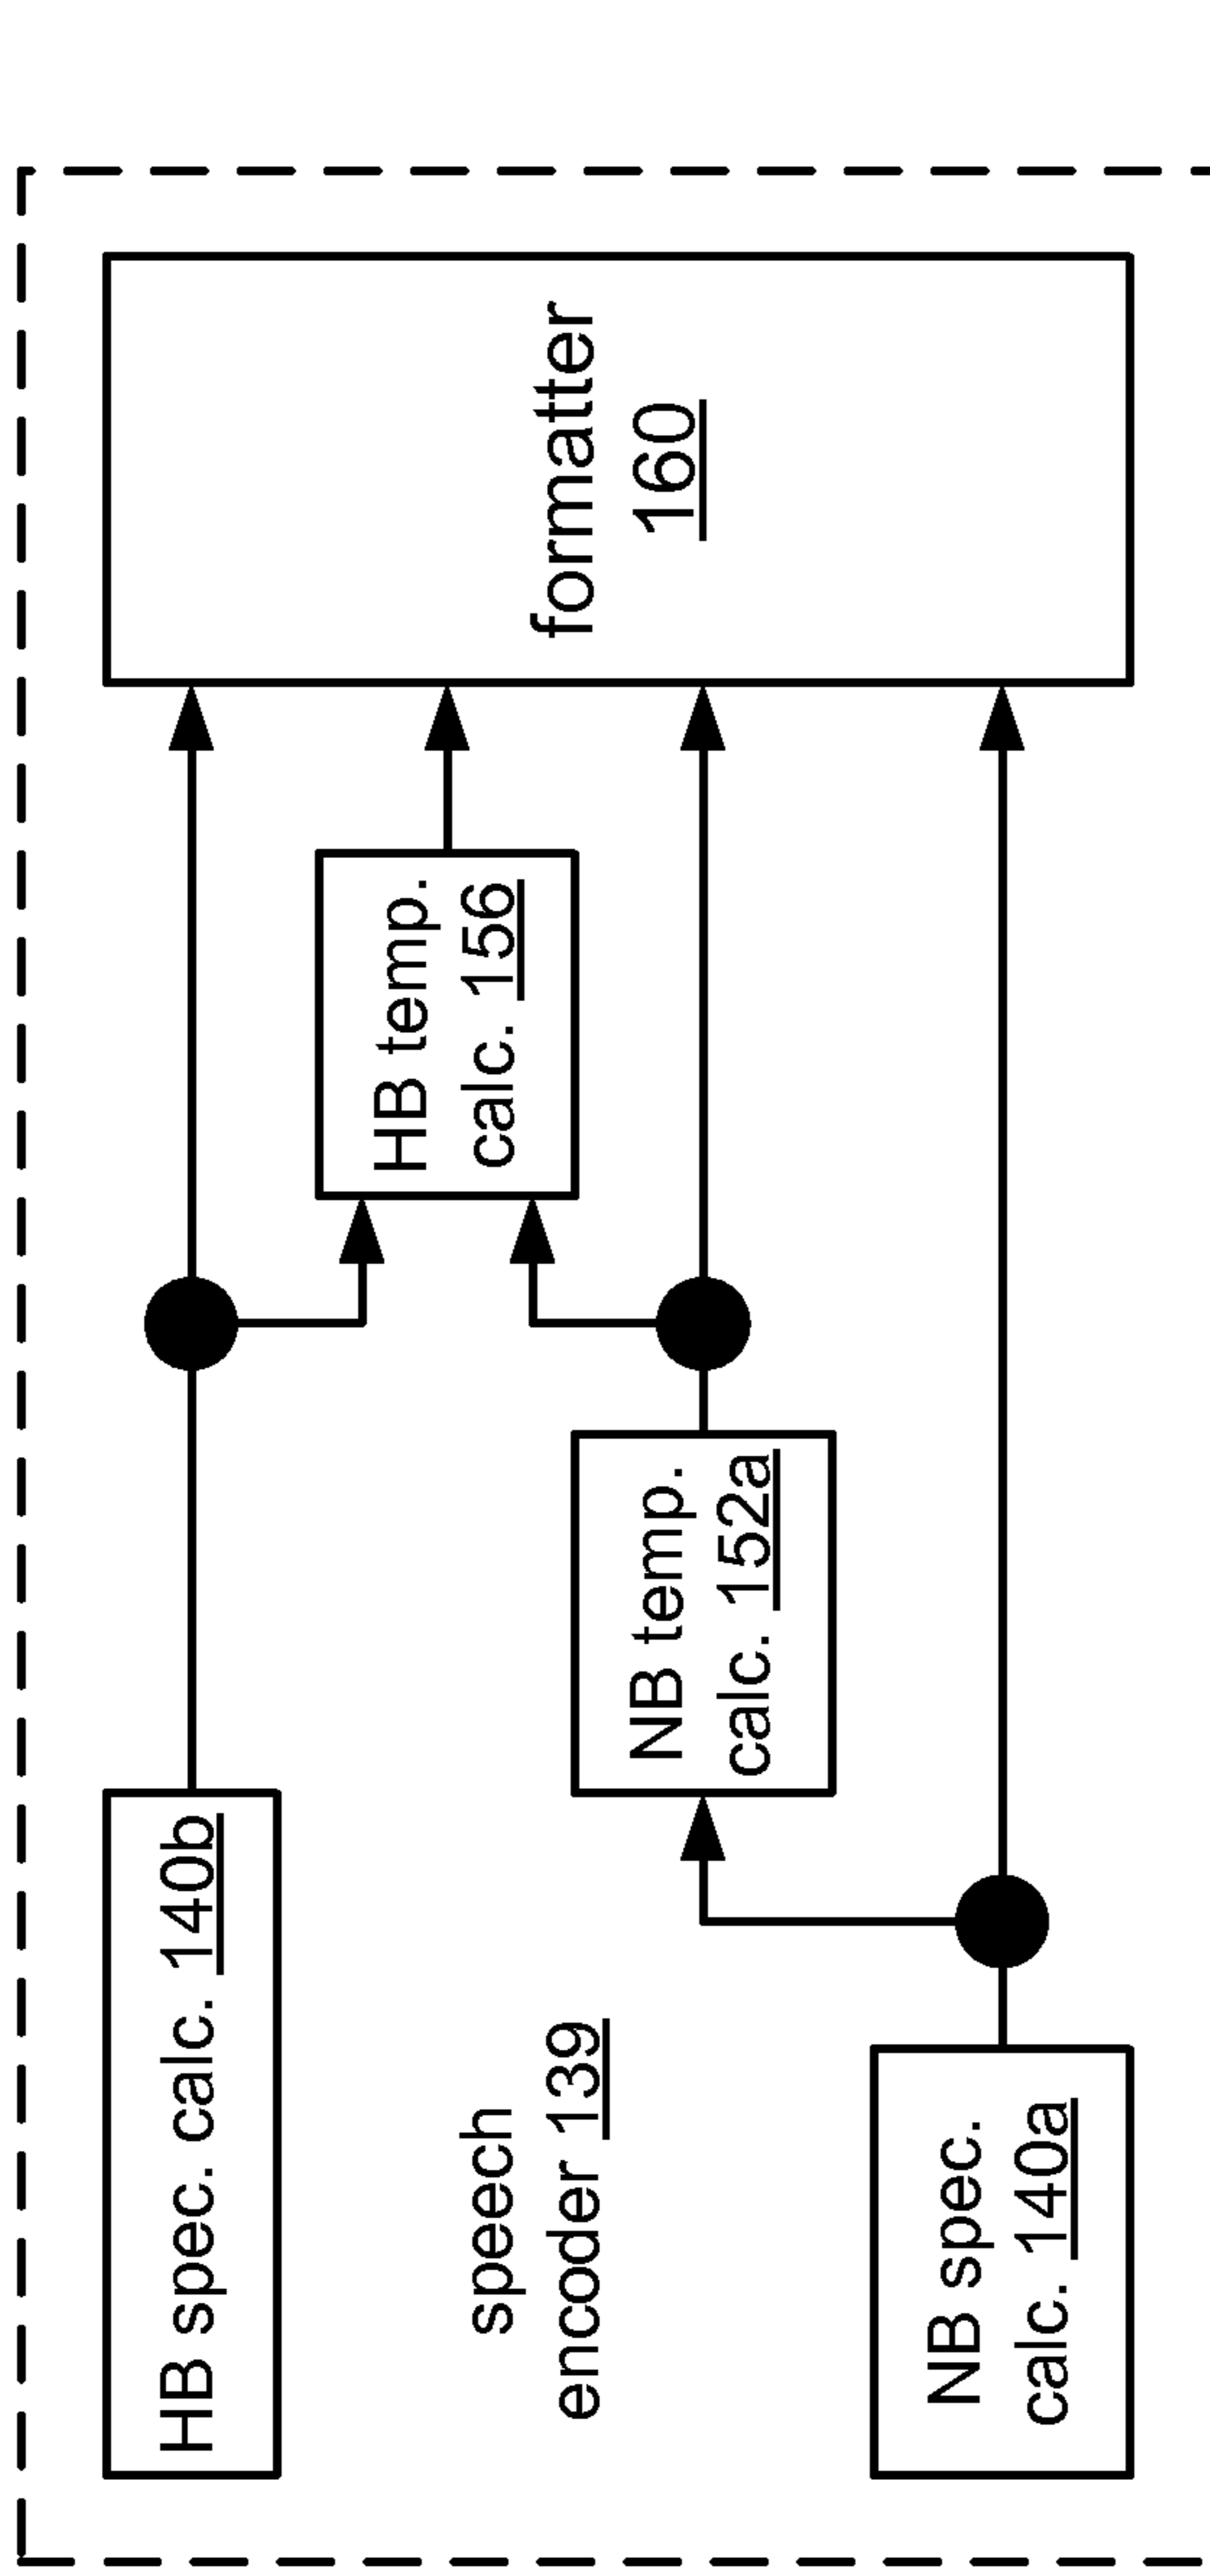 HB spec. calc. 140b
speech
encoder 139
NB spec.
calc. 140a
NB temp.
calc. 152a
HB temp.
calc. 156
formatter
160